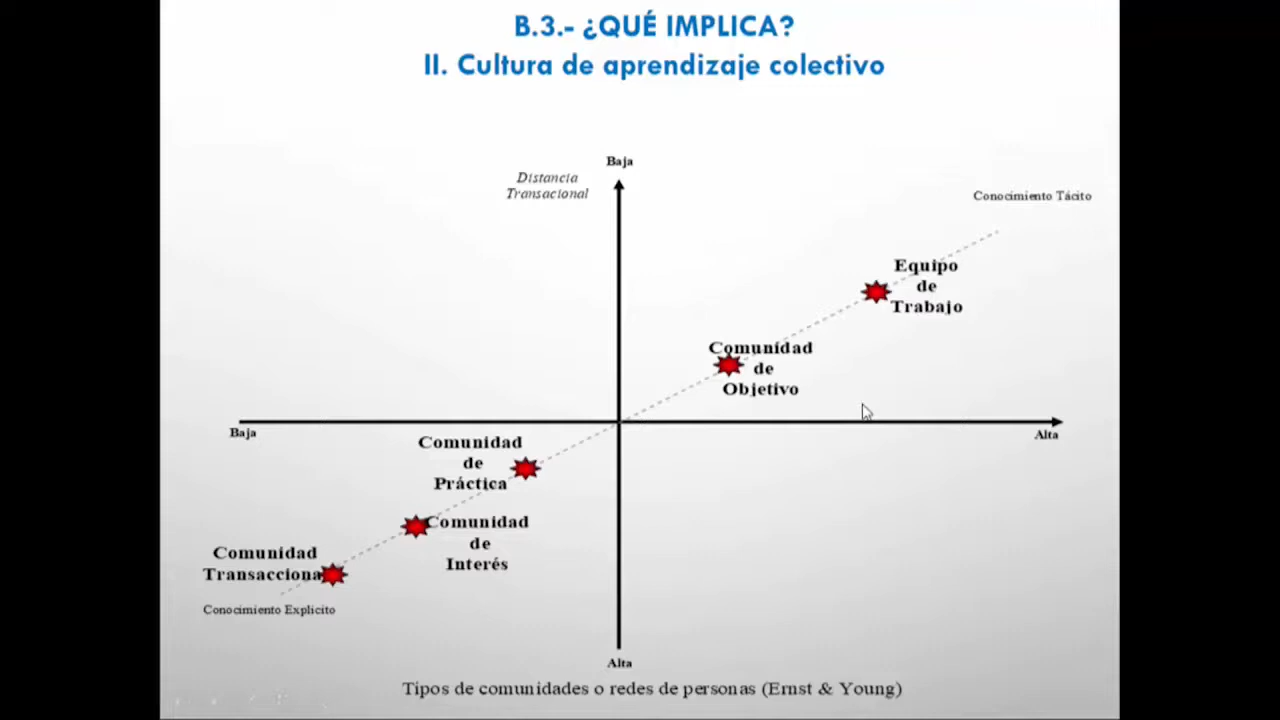 B.3.- ¿QUÉ IMPLICA?
II. Cultura de aprendizaje colectivo
Baja
Distancia
Transacional
Conocimiento Tácito
Equipo
de
Trabajo
Comunidad
de
Objetivo
Baja
Alta
Comunidad
de
Práctica
Comunidad
de
Interés
Comunidad
Transacciona
Conocimiento Explicito
Alta
Tipos de comunidades o redes de personas (Ernst & Young)